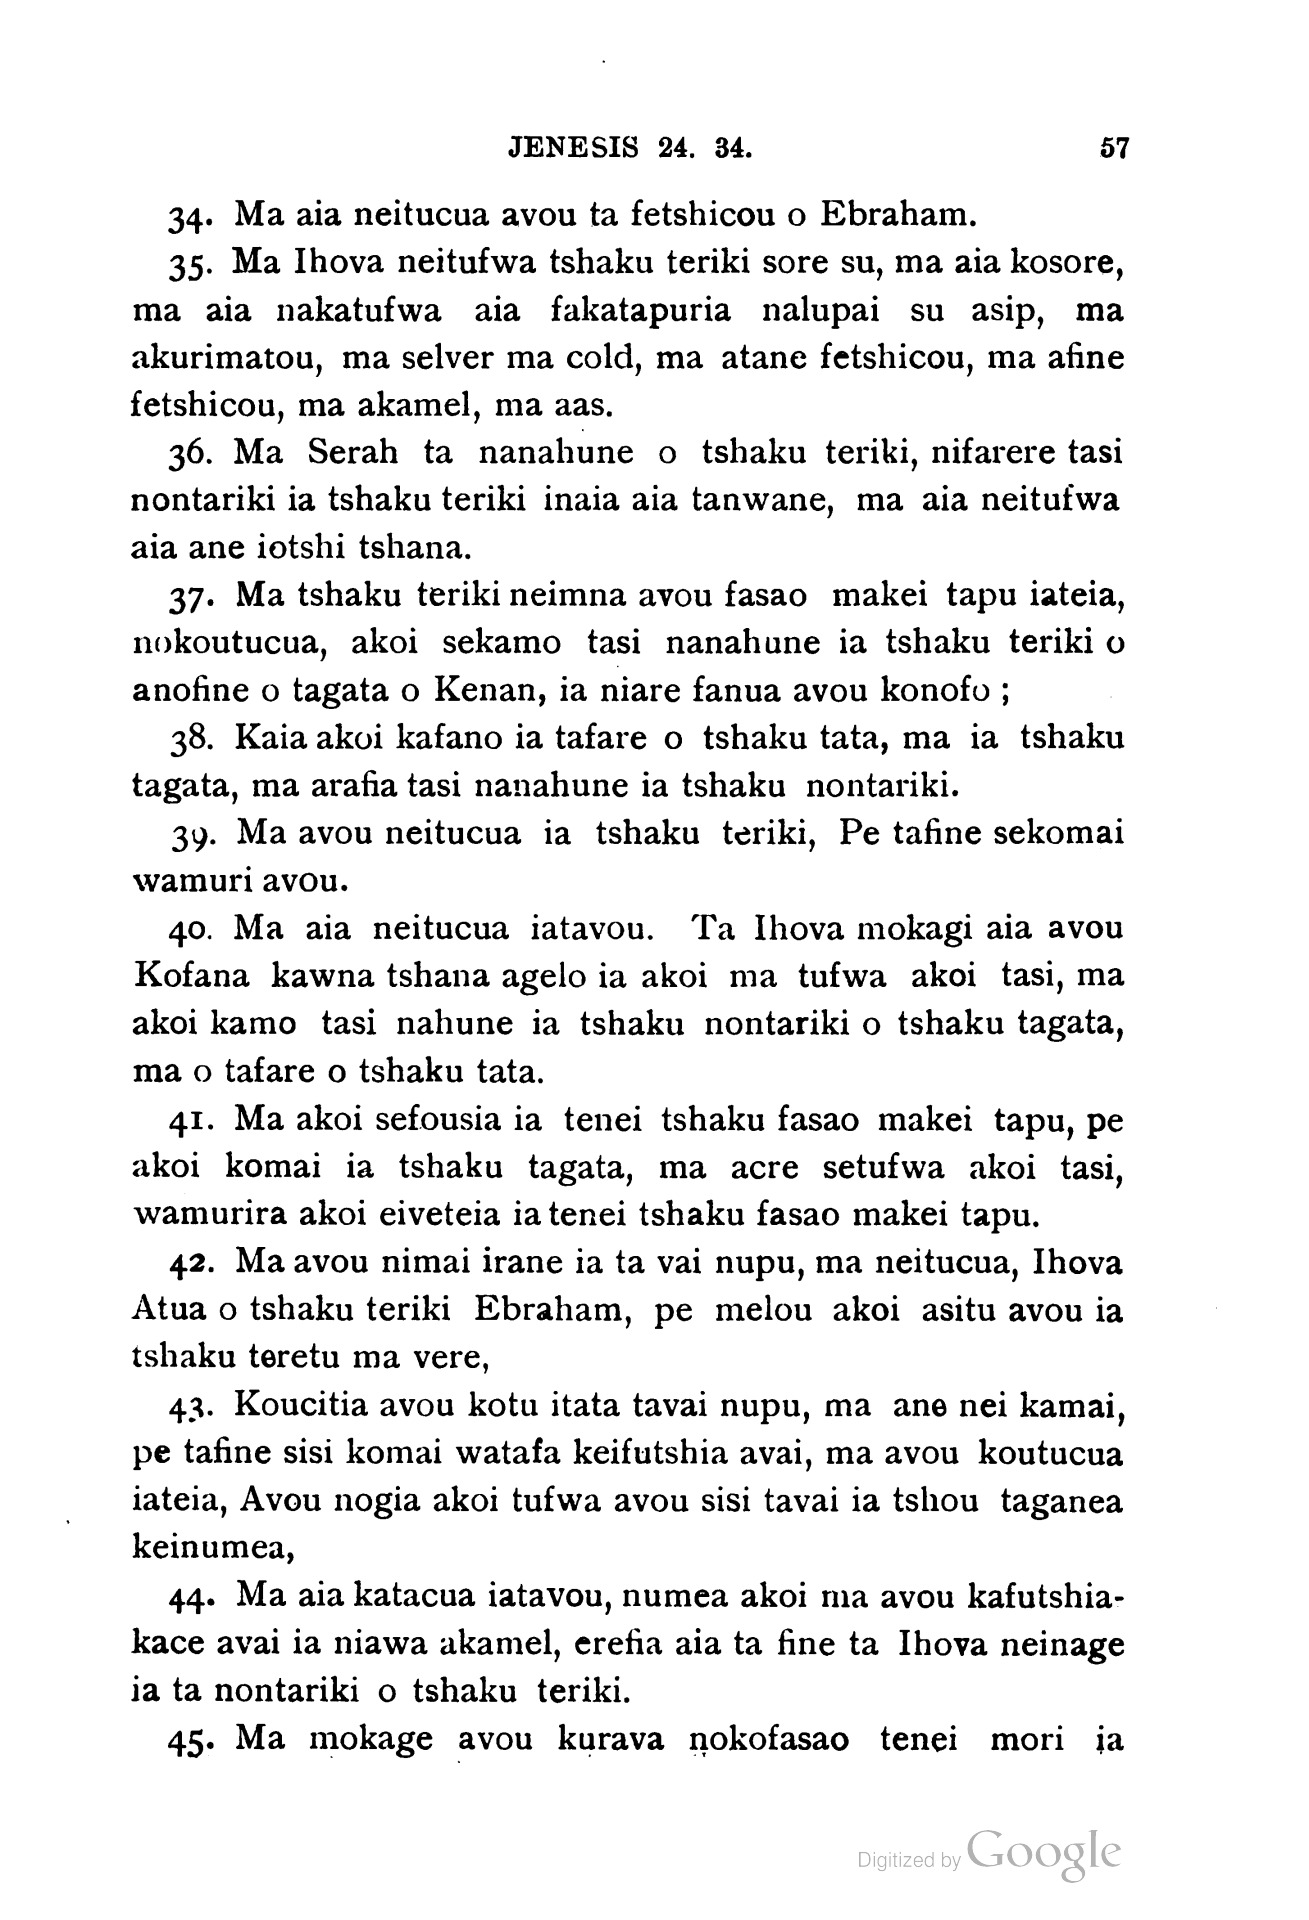 JENESIS 24. 34. 57
34. Ma aia neitucua avou ta fetshicou o Ebraham.
35. Ma Ihova neitufwa tshaku teriki sore su, ma aia kosore,
ma aia nakatufwa aia fakatapuria nalupai su asip, ma
akurimatou, ma selver ma cold, ma atane fetshicou, ma afine
fetshicou, ma akamel, ma aas.
36. Ma Serah ta nanahune o tshaku teriki, nifarere tasi
nontariki ia tshaku teriki inaia aia tanwane, ma aia neitufwa
aia ane iotshi tshana.
37. Ma tshaku teriki neimna avou fasao makei tapu iateia,
nokoutucua, akoi sekamo tasi nanahune ia tshaku teriki o
anofine o tagata o Kenan, ia niare fanua avou konofo ;
38. Kaia akoi kafano ia tafare o tshaku tata, ma ia tshaku
tagata, ma arafia tasi nanahune ia tshaku nontariki.
39. Ma avou neitucua ia tshaku teriki, Pe tafine sekomai
wamuri avou.
40. Ma aia neitucua iatavou. Ta Ihova mokagi aia avou
Kofana kawna tshana agelo ia akoi ma tufwa akoi tasi, ma
akoi kamo tasi nahune ia tshaku nontariki o tshaku tagata,
ma o tafare o tshaku tata.
41. Ma akoi sefousia ia tenei tshaku fasao makei tapu, pe
akoi komai ia tshaku tagata, ma acre setufwa akoi tasi,
wamurira akoi eiveteia ia tenei tshaku fasao makei tapu.
42. Ma avou nimai irane ia ta vai nupu, ma neitucua, Ihova
Atua o tshaku teriki Ebraham, pe melou akoi asitu avou ia
tshaku teretu ma vere,
43. Koucitia avou kotu itata tavai nupu, ma ane nei kamai,
pe tafine sisi komai watafa keifutshia avai, ma avou koutucua
iateia, Avou nogia akoi tufwa avou sisi tavai ia tshou taganea
keinumea,
44. Ma aia katacua iatavou, numea akoi ma avou kafutshia-
kace avai ia niawa akamel, erefia aia ta fine ta Ihova neinage
ia ta nontariki o tshaku teriki.
45. Ma mokage avou kurava nokofasao tenei mori ia
Digitized by Google